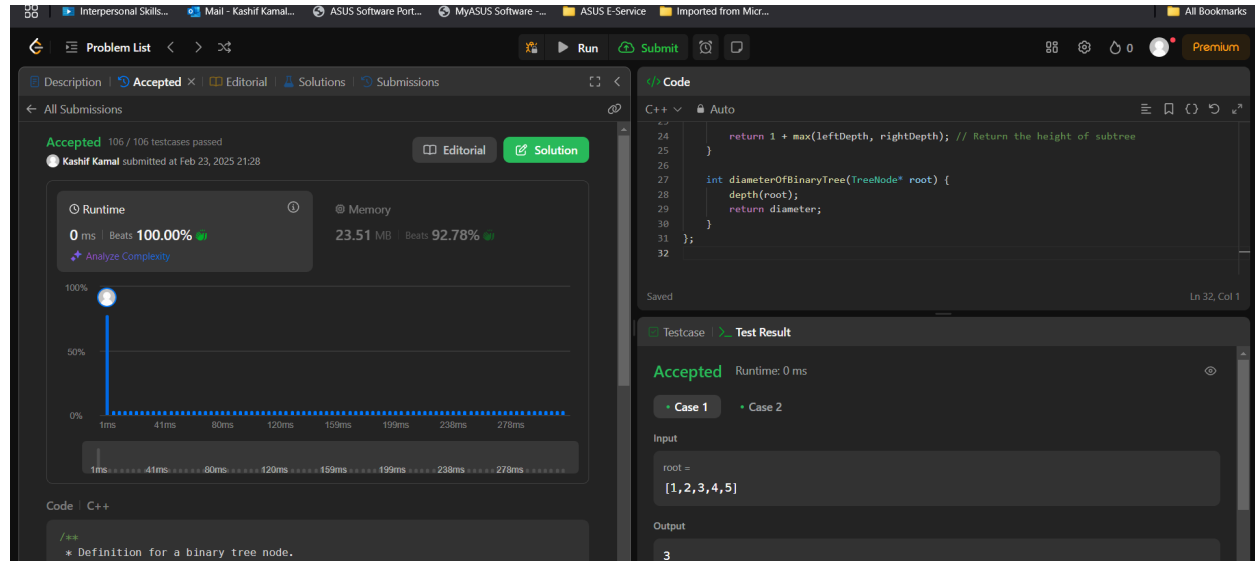 Interpersonal Skills...
Mail - Kashif Kamal...
ASUS Software Port...
MyASUS Software -...
ASUS E-Service
Imported from Micr...
All Bookmarks
Problem List
Run
Submit
0
Premium
Description
Accepted
Editorial
Solutions
Submissions
All Submissions
Accepted 106 / 106 testcases passed
Kashif Kamal submitted at Feb 23, 2025 21:28
Editorial
Solution
Runtime
0 ms | Beats 100.00%
Analyze Complexity
Memory
23.51 MB | Beats 92.78%
100%
50%
0%
1ms 41ms 80ms 120ms 159ms 199ms 238ms 278ms
1ms 41ms 80ms 120ms 159ms 199ms 238ms 278ms
Code | C++
/**
* Definition for a binary tree node.
</> Code
C++ Auto
24 return 1 + max(leftDepth, rightDepth); // Return the height of subtree
25 }
26
27 int diameterOfBinaryTree(TreeNode* root) {
28 depth(root);
29 return diameter;
30 }
31 };
32
Saved
Ln 32, Col 1
Testcase
>_ Test Result
Accepted Runtime: 0 ms
• Case 1
• Case 2
Input
root =
[1,2,3,4,5]
Output
3